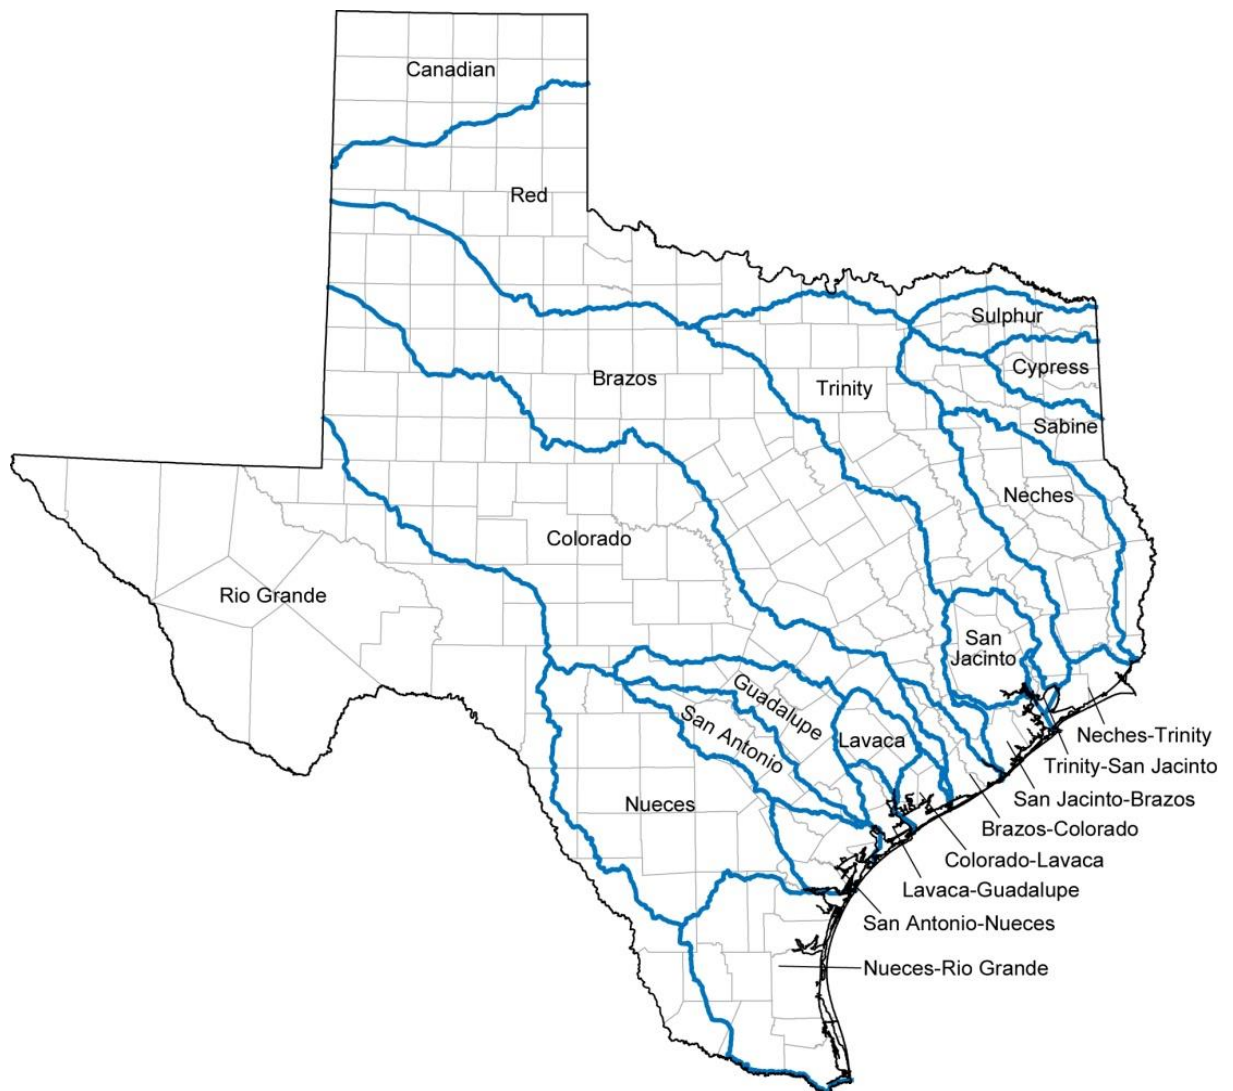 Canadian
Red
Sulphur
Cypress
Brazos
Trinity
Sabine
Neches
Colorado
Rio Grande
San
Jacinto
Guadalupe
San Antonio
Lavaca
Neches-Trinity
Trinity-San Jacinto
Nueces
San Jacinto-Brazos
Brazos-Colorado
Colorado-Lavaca
Lavaca-Guadalupe
San Antonio-Nueces
Nueces-Rio Grande